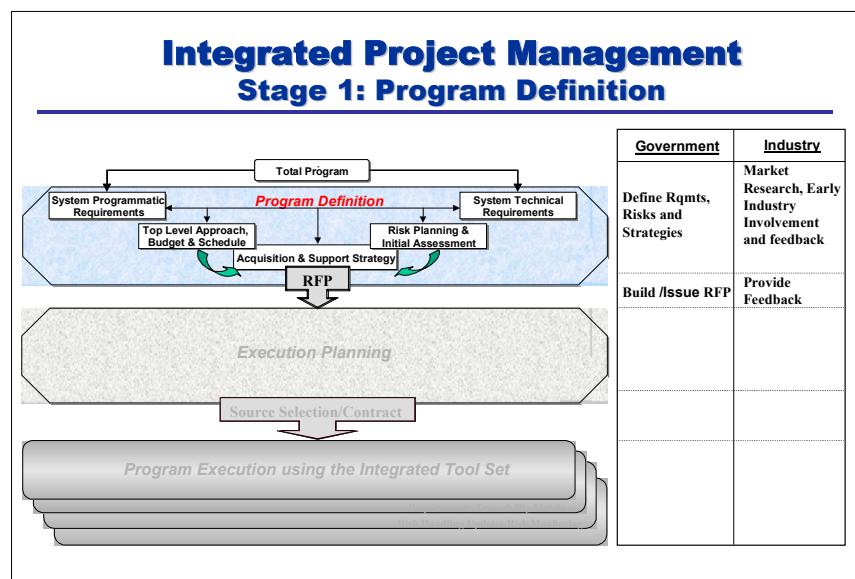 Integrated Project Management
Stage 1: Program Definition
Total Program
System Programmatic
Requirements
Program Definition
System Technical
Requirements
Top Level Approach,
Budget & Schedule
Risk Planning &
Initial Assessment
Acquisition & Support Strategy
RFP
Execution Planning
Source Selection/Contract
Program Execution using the Integrated Tool Set
Government
Industry
Define Rqmts,
Risks and
Strategies
Market
Research, Early
Industry
Involvement
and feedback
Build /Issue RFP
Provide
Feedback